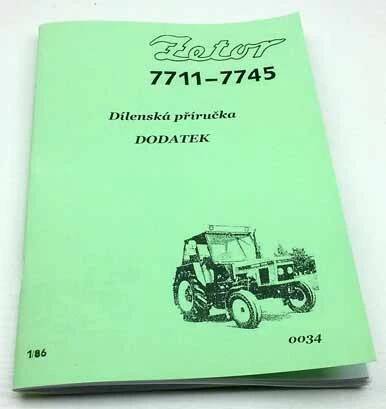 Zetor
7711-7745
Dílenská příručka
DODATEK
1/86
0034